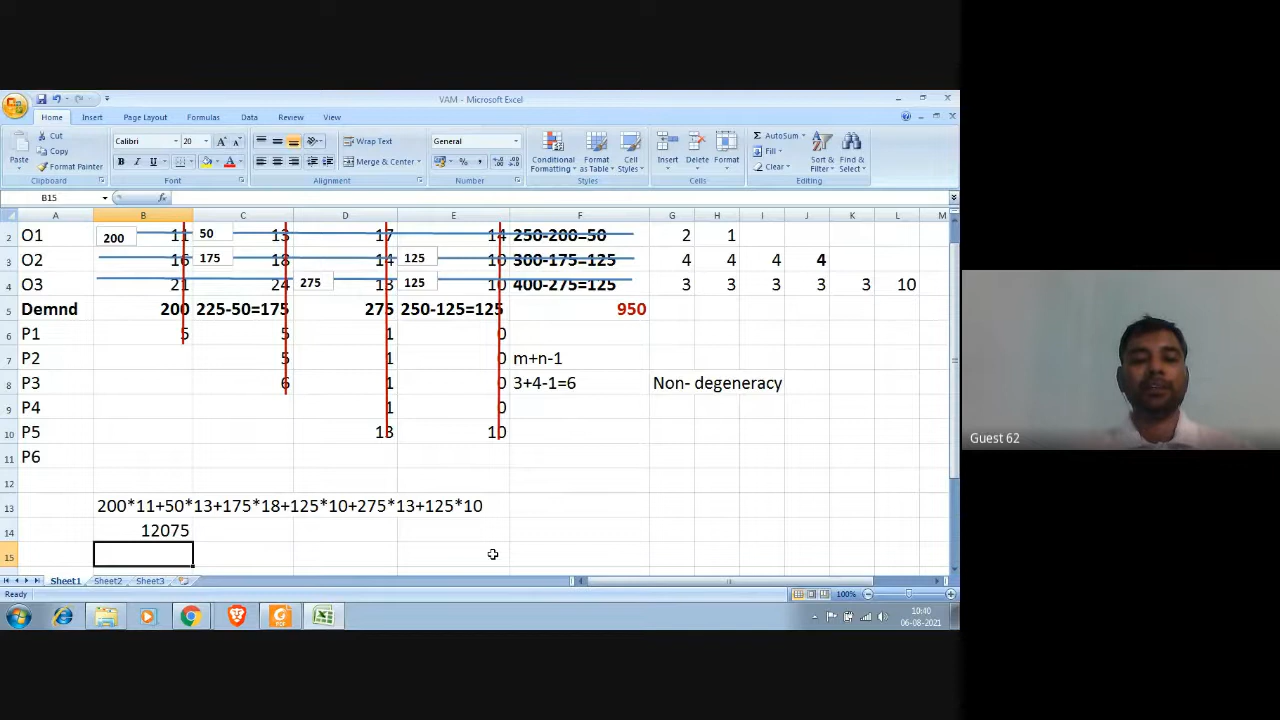 VAM - Microsoft Excel
Home Insert Page Layout Formulas Data Review View
Paste Cut Copy Format Painter Clipboard
Calibri 20 Font
Wrap Text Merge & Center Alignment
General Number
Conditional Formatting Format as Table Cell Styles Styles
Insert Delete Format Cells
AutoSum Fill Clear Sort & Filter Find & Select Editing
B15 fx
A B C D E F G H I J K L M
2 O1 200 11 50 13 17 14 250-200=50 2 1
3 O2 16 175 18 14 125 10 300-175=125 4 4 4 4
4 O3 21 24 275 13 125 10 400-275=125 3 3 3 3 3 10
5 Demnd 200 225-50=175 275 250-125=125 950
6 P1 5 5 1 0
7 P2 5 1 0 m+n-1
8 P3 6 1 0 3+4-1=6 Non- degeneracy
9 P4 1 0
10 P5 13 10
11 P6
12
13 200*11+50*13+175*18+125*10+275*13+125*10
14 12075
15
Sheet1 Sheet2 Sheet3
Ready 100%
PDF
10:40
06-08-2021
Guest 62